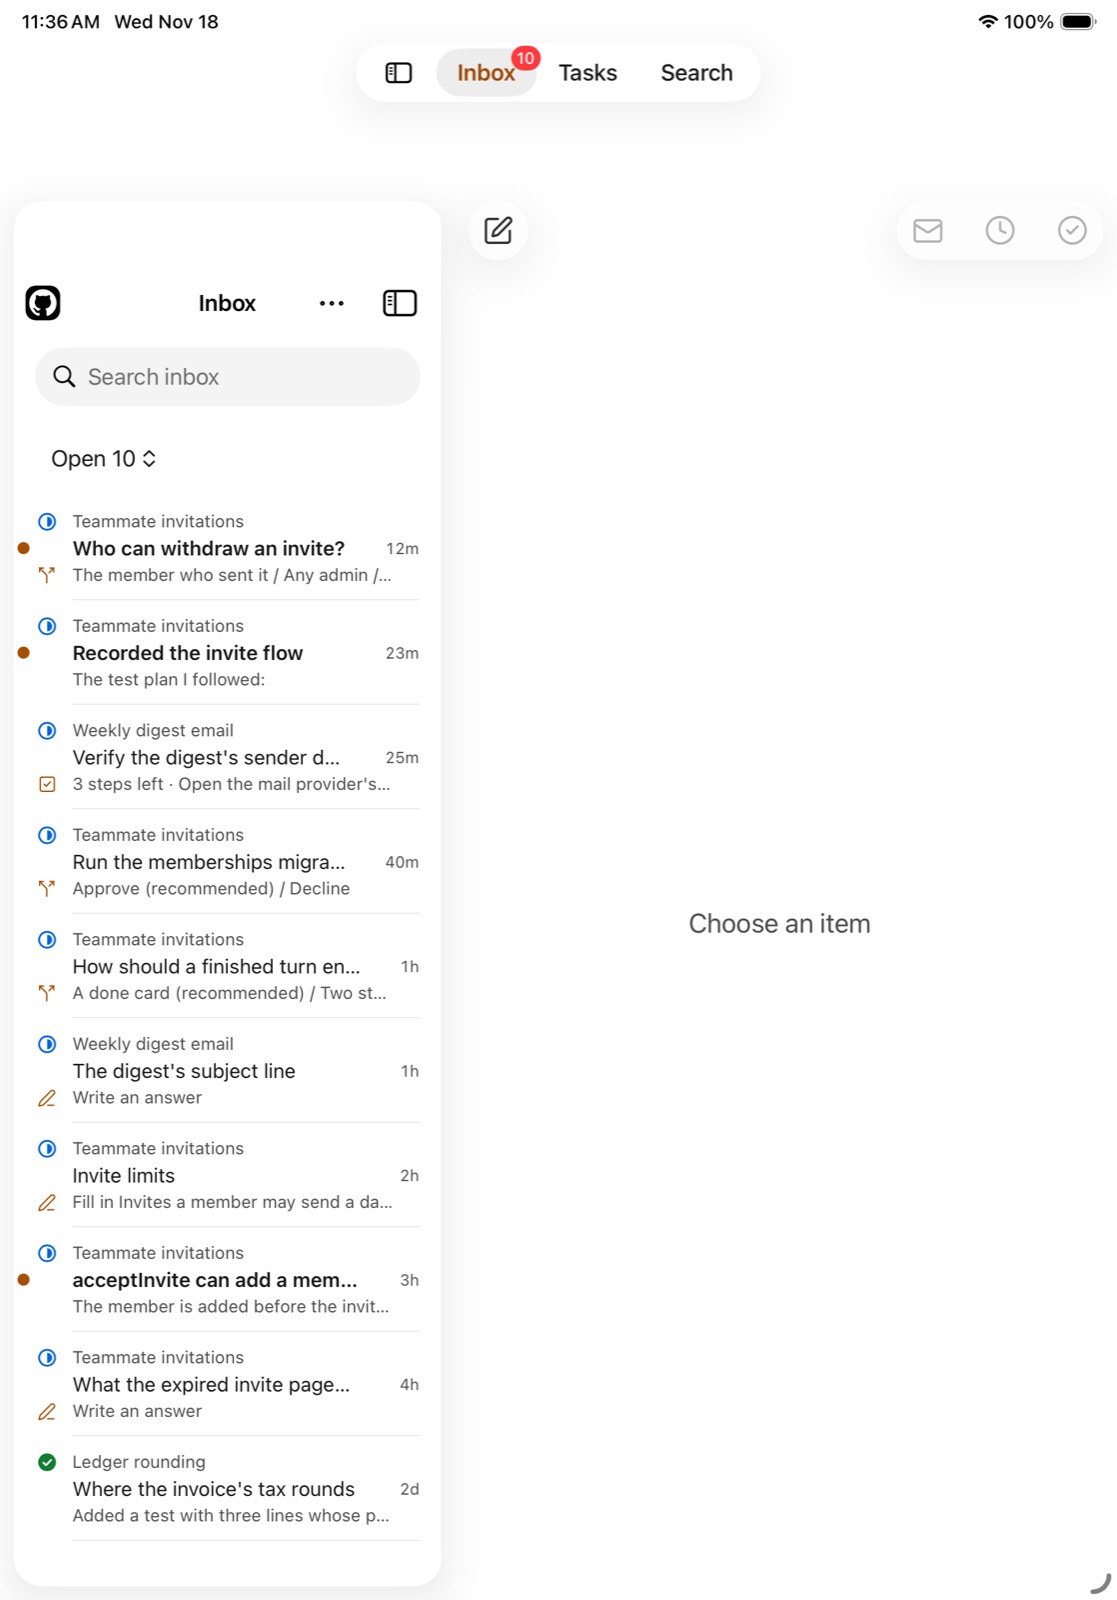 11:36 AM Wed Nov 18
100%
Inbox
10
Tasks
Search
Inbox
Search inbox
Open 10
Teammate invitations
Who can withdraw an invite?
12m
The member who sent it / Any admin /...
Teammate invitations
Recorded the invite flow
23m
The test plan I followed:
Weekly digest email
Verify the digest's sender d...
25m
3 steps left · Open the mail provider's...
Teammate invitations
Run the memberships migra...
40m
Approve (recommended) / Decline
Teammate invitations
How should a finished turn en...
1h
A done card (recommended) / Two st...
Weekly digest email
The digest's subject line
1h
Write an answer
Teammate invitations
Invite limits
2h
Fill in Invites a member may send a da...
Teammate invitations
acceptInvite can add a mem...
3h
The member is added before the invit...
Teammate invitations
What the expired invite page...
4h
Write an answer
Ledger rounding
Where the invoice's tax rounds
2d
Added a test with three lines whose p...
Choose an item